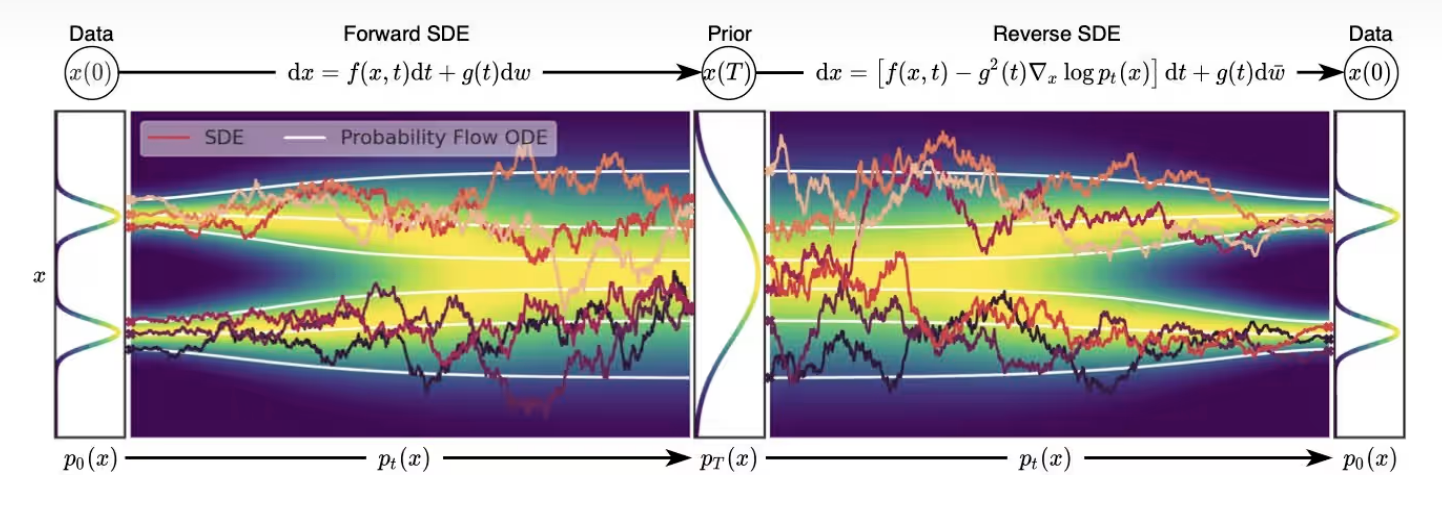 Data Forward SDE Prior Reverse SDE Data
x(0) dx = f(x, t)dt + g(t)dw x(T) dx = [f(x, t) − g²(t)∇ₓ log pₜ(x)] dt + g(t)dw̄ x(0)
SDE Probability Flow ODE
x
p₀(x) pₜ(x) p_T(x) pₜ(x) p₀(x)